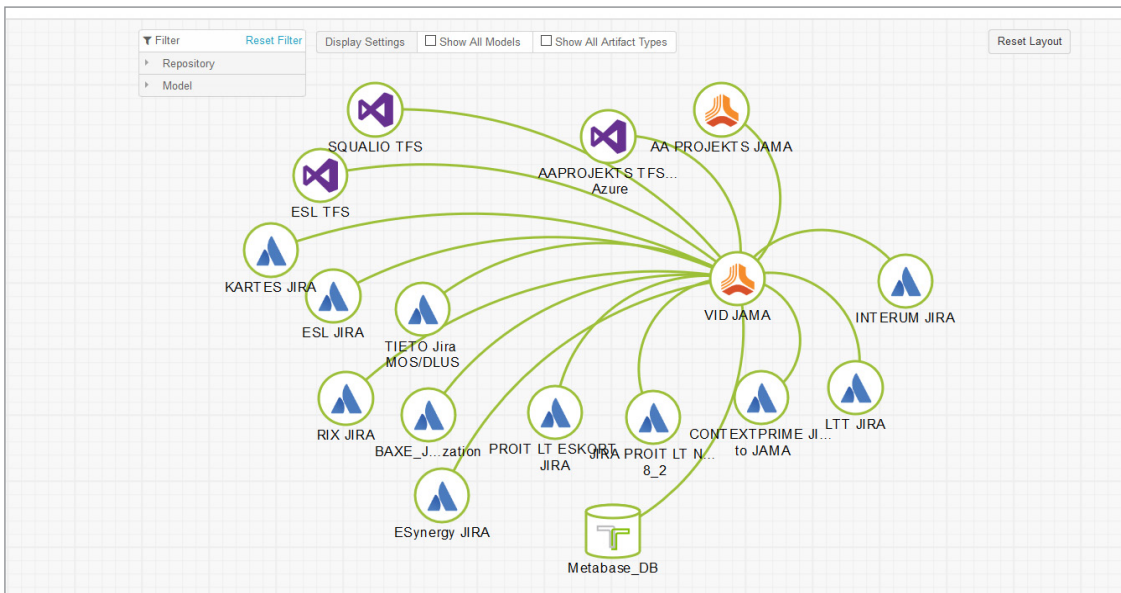 Filter
Reset Filter
Display Settings
Show All Models
Show All Artifact Types
Reset Layout
Repository
Model
SQUALIO TFS
AAPROJEKTS TFS...
Azure
AA PROJEKTS JAMA
ESL TFS
KARTES JIRA
ESL JIRA
TIETO Jira
MOS/DLUS
VID JAMA
INTERUM JIRA
RIX JIRA
BAXE_J...zation
PROIT LT ESKORT
JIRA
JIRA PROIT LT N...
8_2
CONTEXTPRIME JI...
to JAMA
LTT JIRA
ESynergy JIRA
Metabase_DB